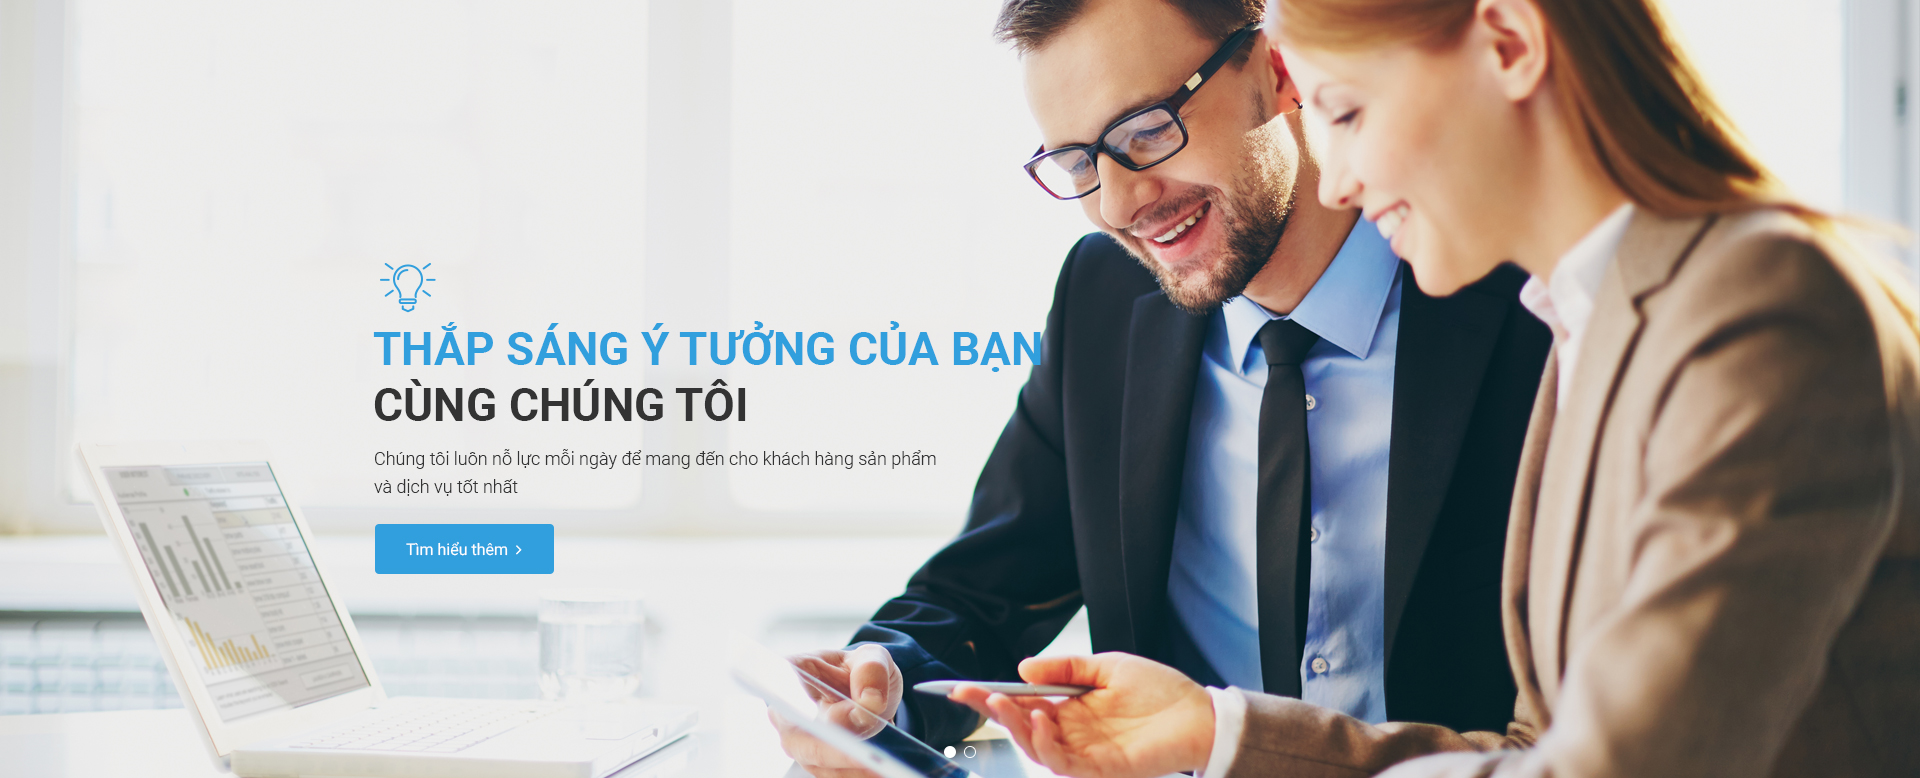 THẮP SÁNG Ý TƯỞNG CỦA BẠN
CÙNG CHÚNG TÔI
Chúng tôi luôn nỗ lực mỗi ngày để mang đến cho khách hàng sản phẩm
và dịch vụ tốt nhất
Tìm hiểu thêm